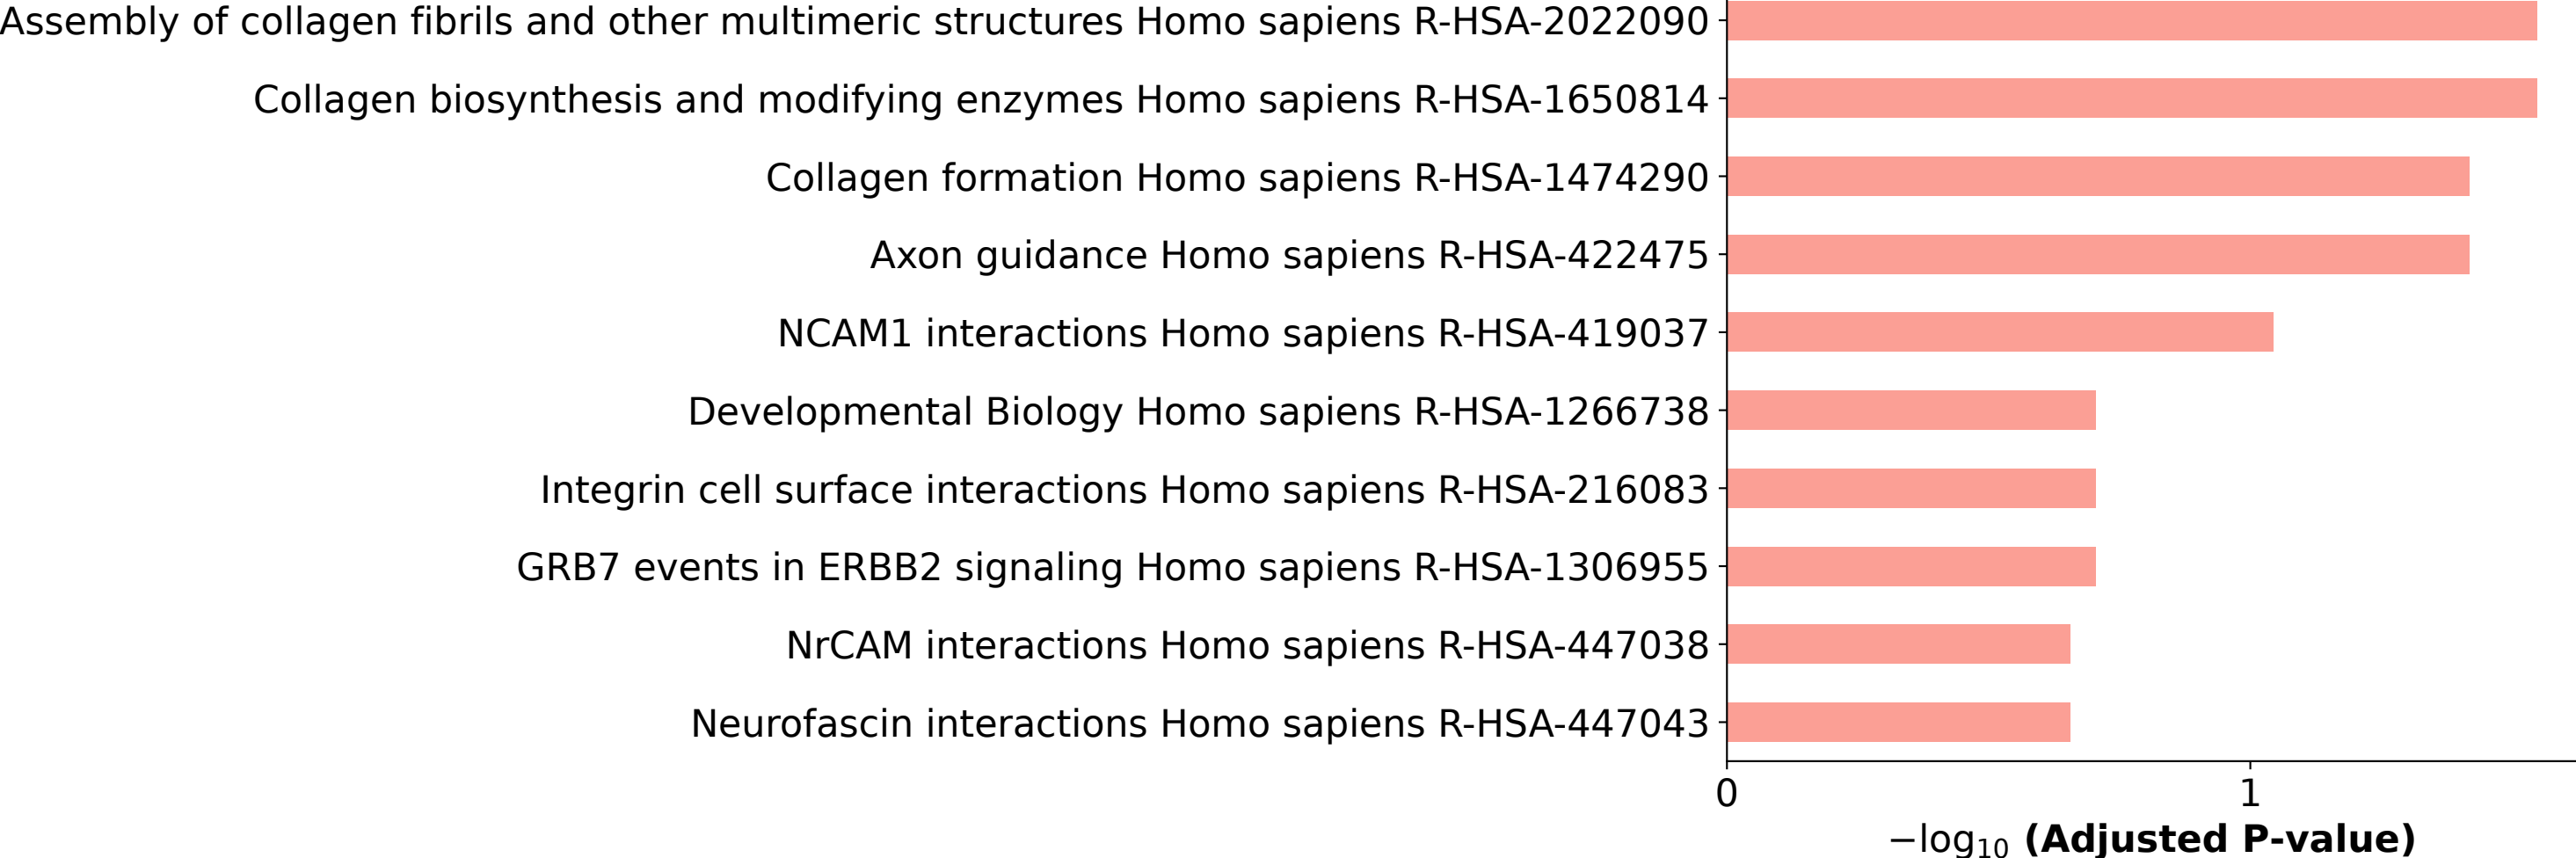 Assembly of collagen fibrils and other multimeric structures Homo sapiens R-HSA-2022090
Collagen biosynthesis and modifying enzymes Homo sapiens R-HSA-1650814
Collagen formation Homo sapiens R-HSA-1474290
Axon guidance Homo sapiens R-HSA-422475
NCAM1 interactions Homo sapiens R-HSA-419037
Developmental Biology Homo sapiens R-HSA-1266738
Integrin cell surface interactions Homo sapiens R-HSA-216083
GRB7 events in ERBB2 signaling Homo sapiens R-HSA-1306955
NrCAM interactions Homo sapiens R-HSA-447038
Neurofascin interactions Homo sapiens R-HSA-447043
0 1
−log₁₀ (Adjusted P-value)